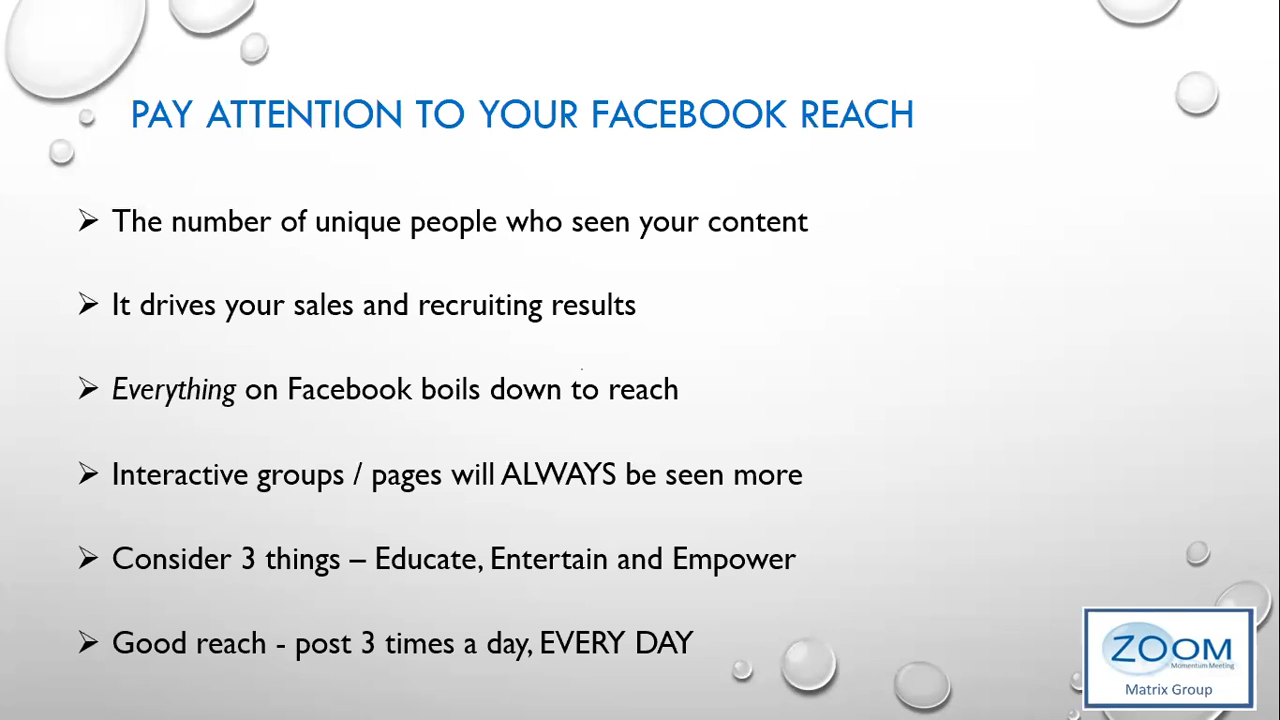 PAY ATTENTION TO YOUR FACEBOOK REACH
The number of unique people who seen your content
It drives your sales and recruiting results
Everything on Facebook boils down to reach
Interactive groups / pages will ALWAYS be seen more
Consider 3 things – Educate, Entertain and Empower
Good reach - post 3 times a day, EVERY DAY
ZOOM
Momentum Meeting
Matrix Group